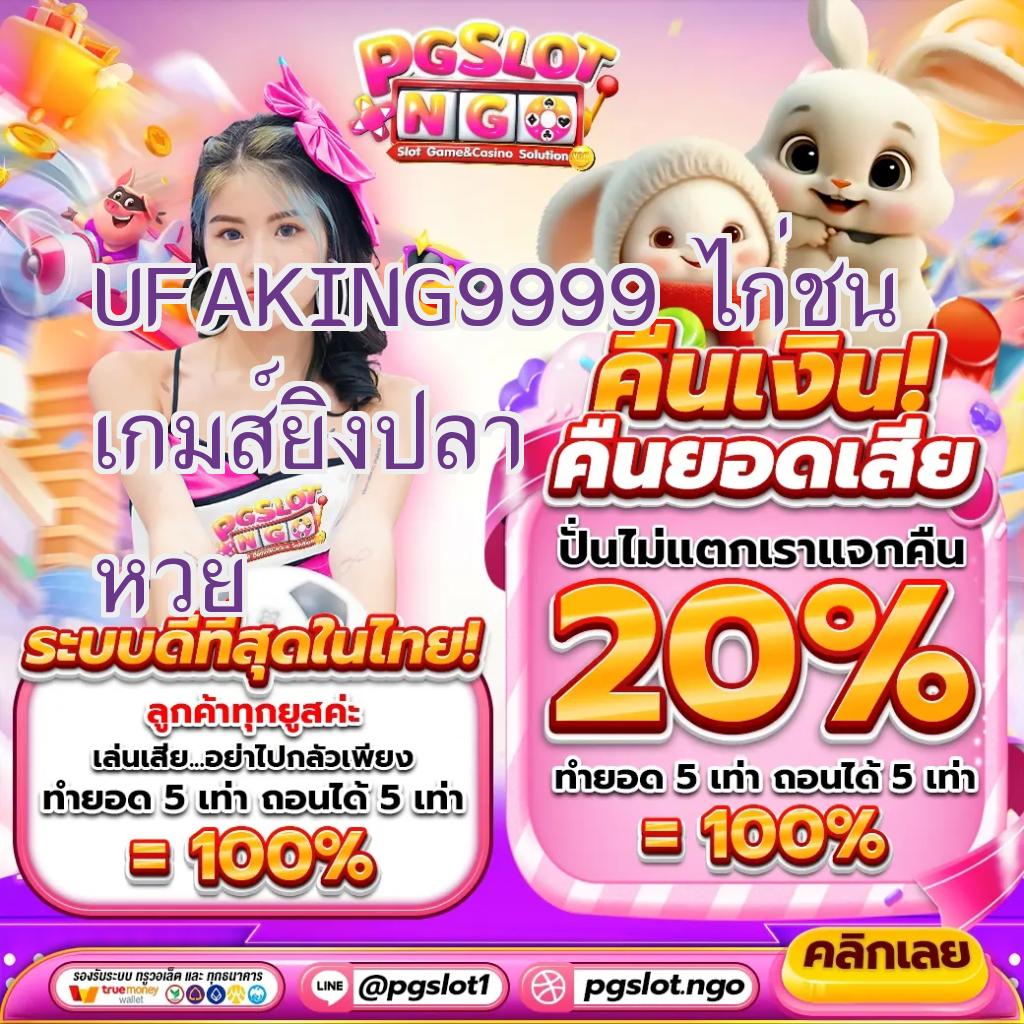 PGSLOT
NGO
Slot Game&Casino Solution
UFAKING9999 ไก่ชน
เกมส์ยิงปลา
หวย
คืนเงิน!
คืนยอดเสีย
ปั่นไม่แตกเราแจกคืน
20%
ทำยอด 5 เท่า ถอนได้ 5 เท่า
= 100%
PGSLOT
NGO
ระบบดีที่สุดในไทย!
ลูกค้าทุกยูสค่ะ
เล่นเสีย...อย่าไปกลัวเพียง
ทำยอด 5 เท่า ถอนได้ 5 เท่า
= 100%
คลิกเลย
รองรับระบบ ทรูวอเล็ต และ ทุกธนาคาร
truemoney
wallet
LINE @pgslot1
pgslot.ngo